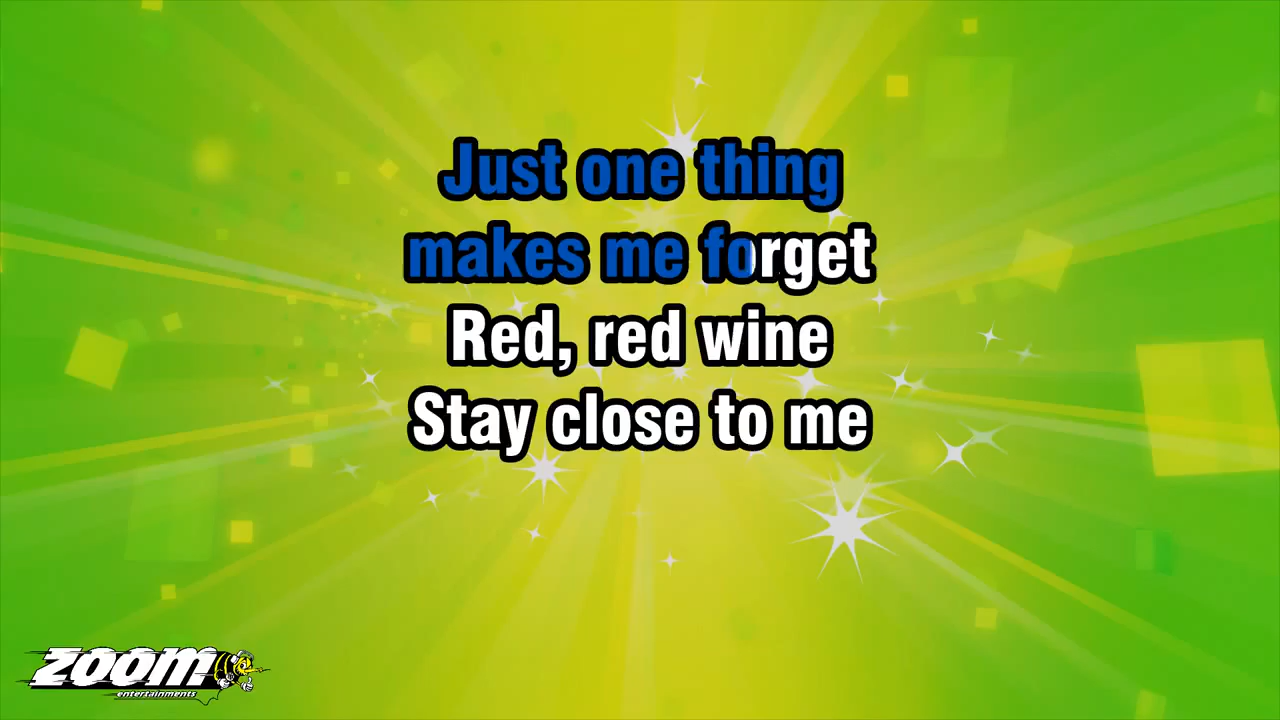 Just one thing
makes me forget
Red, red wine
Stay close to me
ZOOM
entertainments